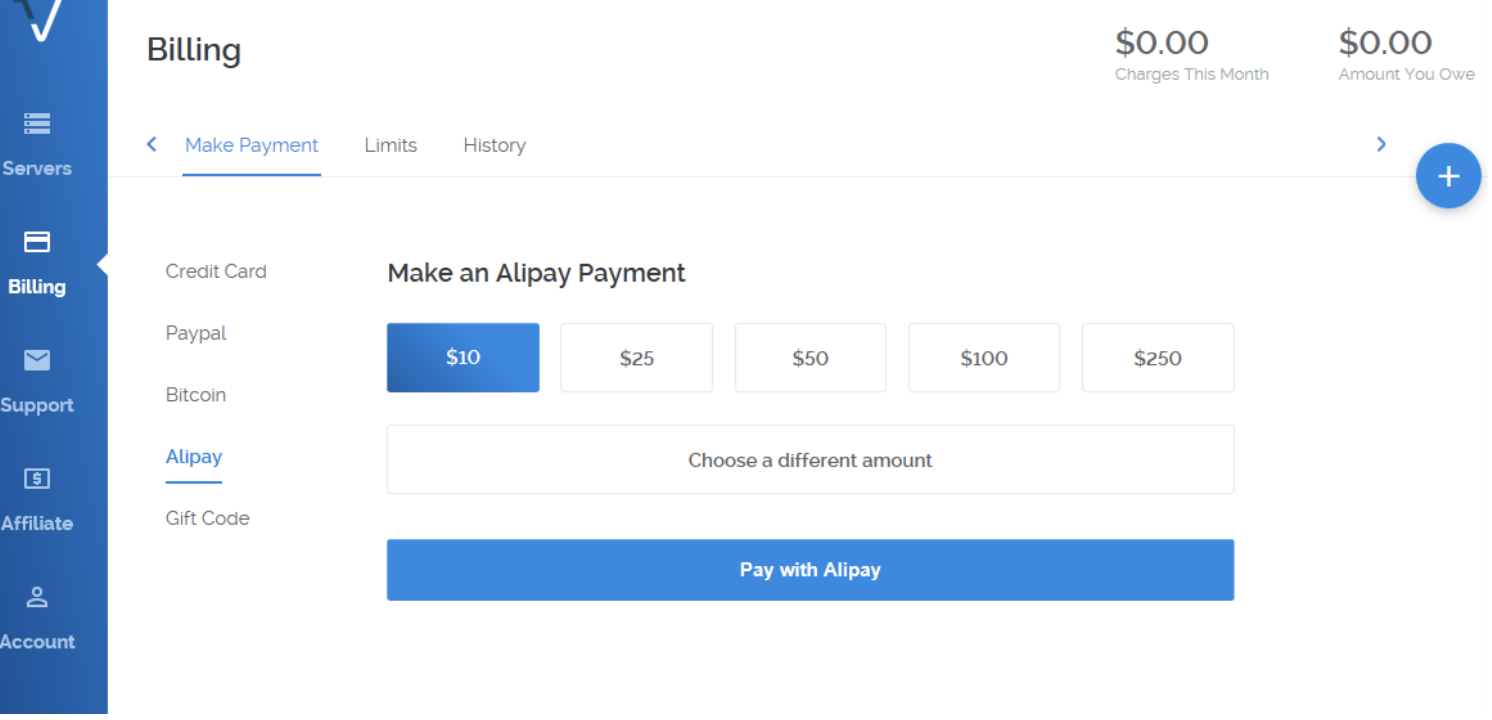 Billing
$0.00
Charges This Month
$0.00
Amount You Owe
Make Payment
Limits
History
Servers
Billing
Support
Affiliate
Account
Credit Card
Paypal
Bitcoin
Alipay
Gift Code
Make an Alipay Payment
$10
$25
$50
$100
$250
Choose a different amount
Pay with Alipay